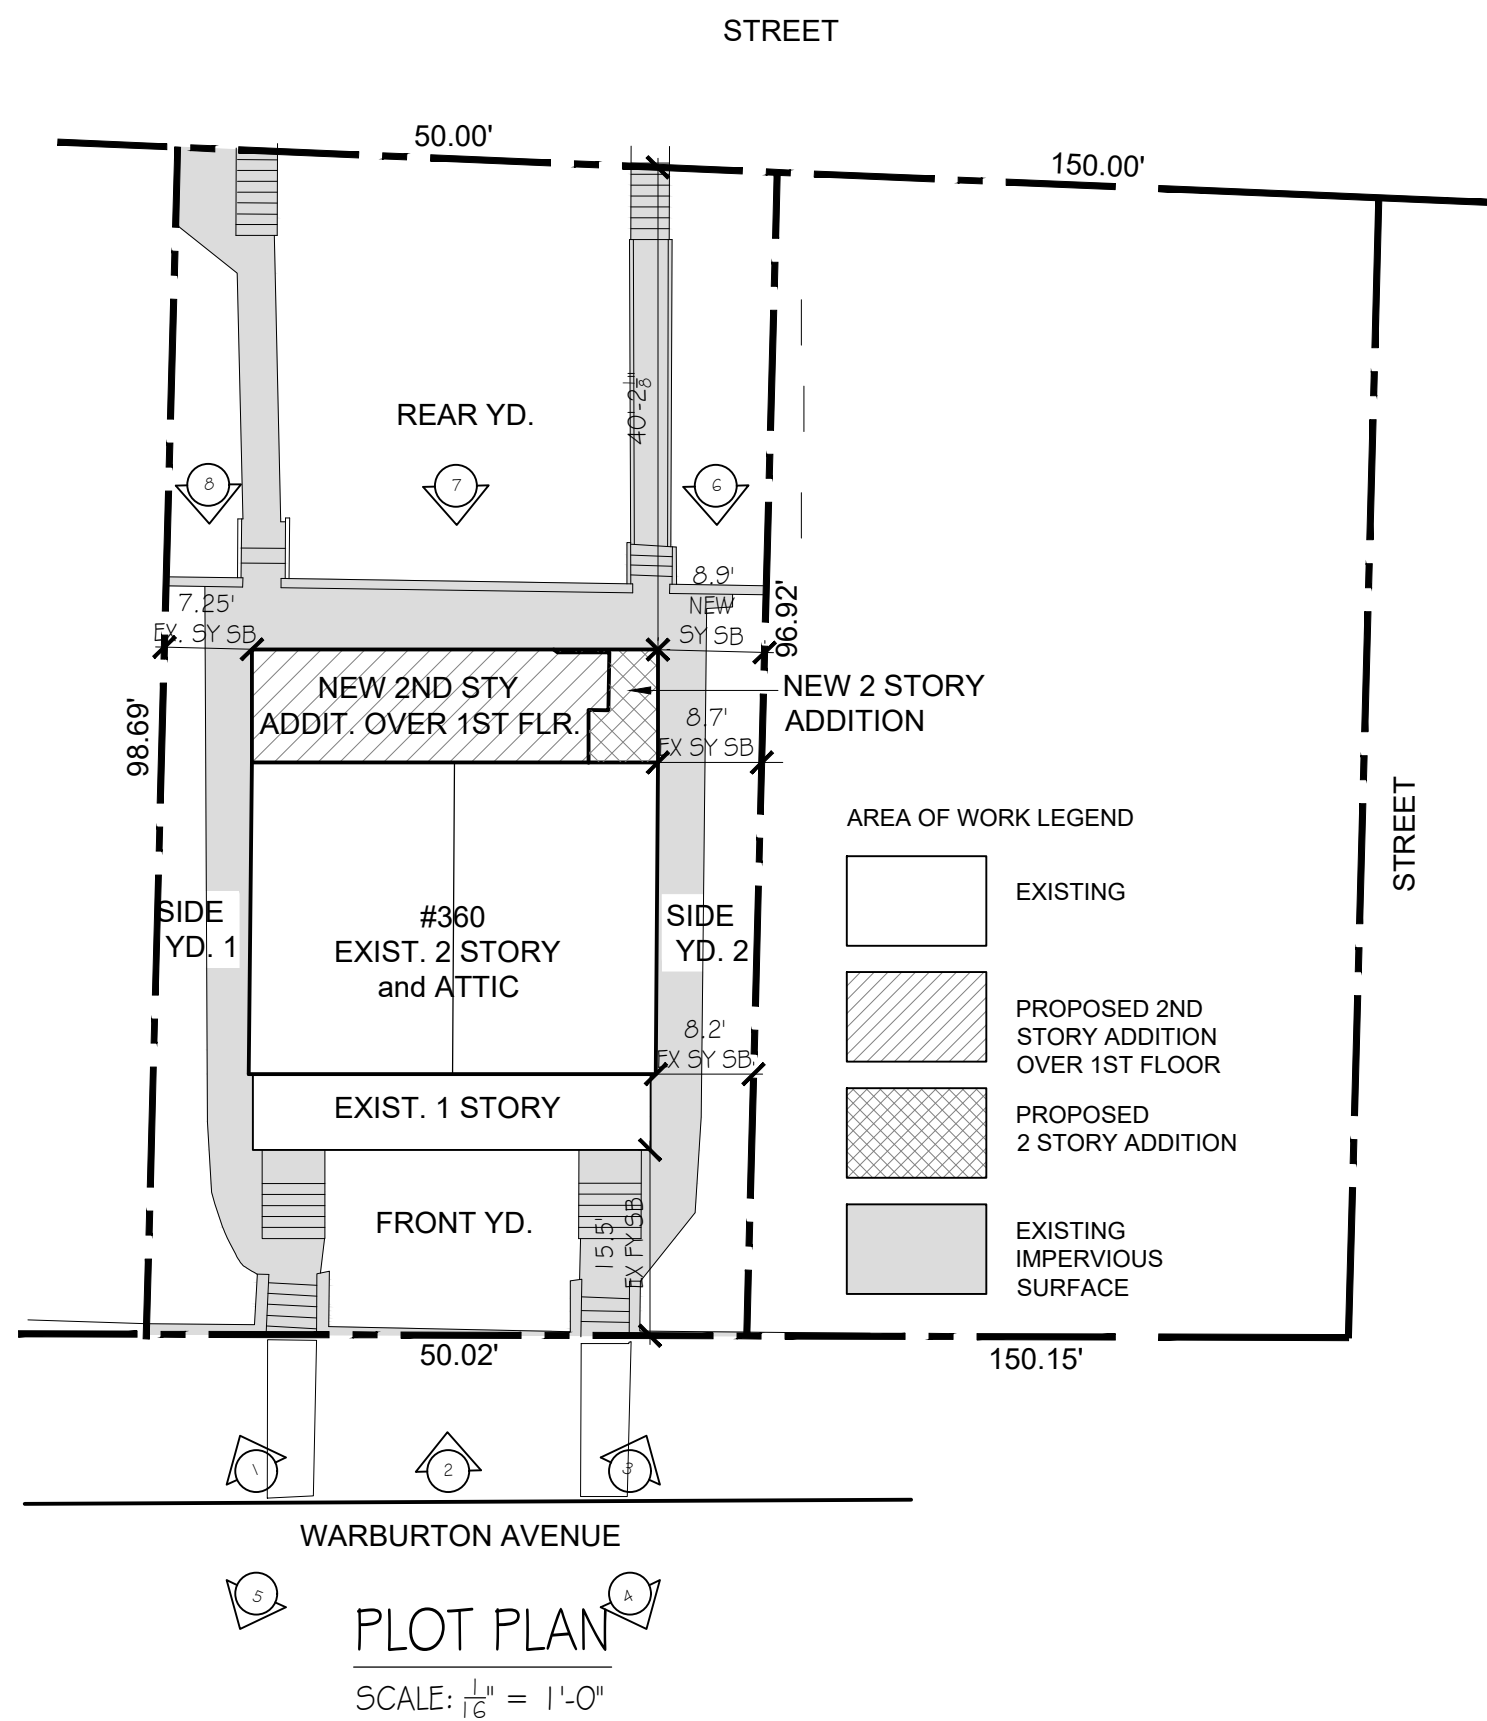 STREET
50.00'
150.00'
REAR YD.
40'-2 1/8"
8
7
6
7.25'
EX. SY SB
8.9'
NEW
SY SB
96.92'
98.69'
NEW 2ND STY
ADDIT. OVER 1ST FLR.
NEW 2 STORY
ADDITION
8.7'
EX SY SB
STREET
AREA OF WORK LEGEND
EXISTING
PROPOSED 2ND
STORY ADDITION
OVER 1ST FLOOR
PROPOSED
2 STORY ADDITION
EXISTING
IMPERVIOUS
SURFACE
SIDE
YD. 1
#360
EXIST. 2 STORY
and ATTIC
SIDE
YD. 2
8.2'
EX SY SB
EXIST. 1 STORY
FRONT YD.
15.5'
EX FY SB
50.02'
150.15'
1
2
3
WARBURTON AVENUE
5
4
PLOT PLAN
SCALE: 1/16" = 1'-0"